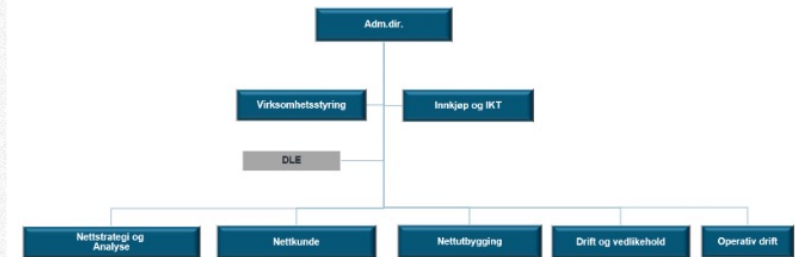 Adm.dir.
Virksomhetsstyring
Innkjøp og IKT
DLE
Nettstrategi og
Analyse
Nettkunde
Nettutbygging
Drift og vedlikehold
Operativ drift